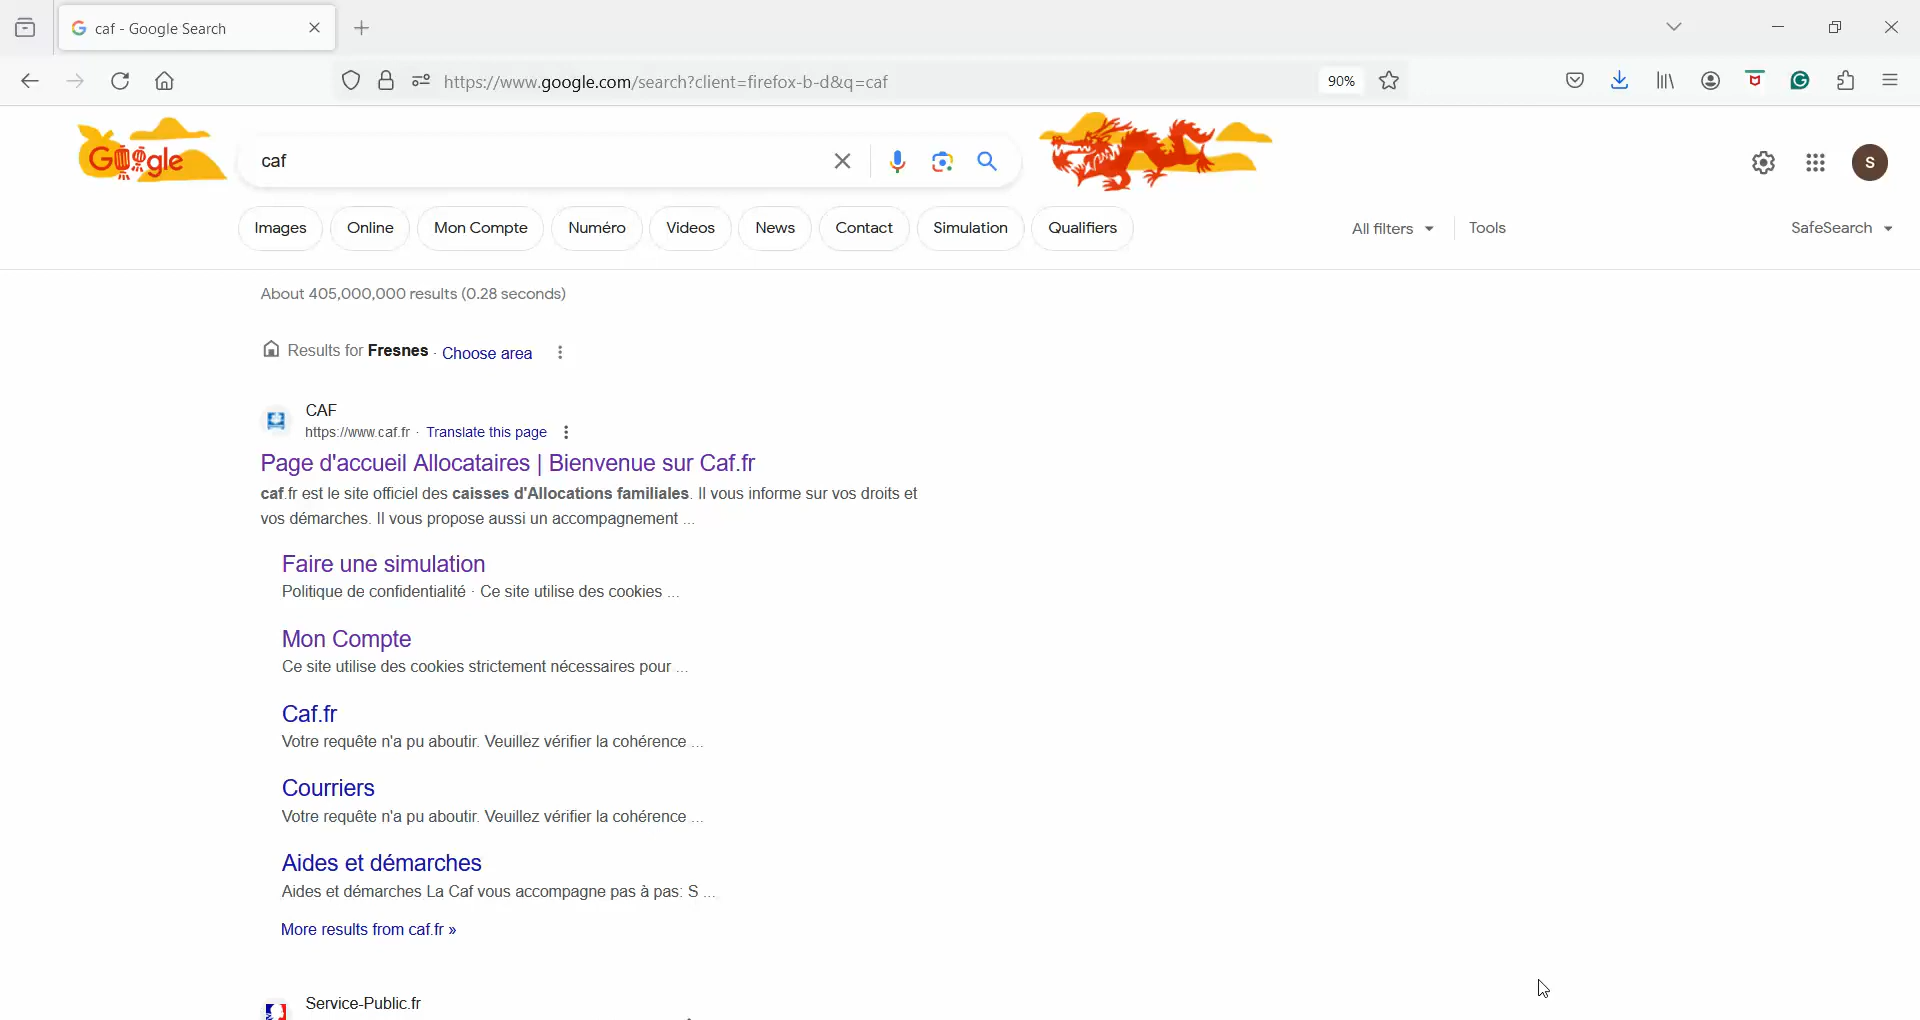 caf - Google Search
https://www.google.com/search?client=firefox-b-d&q=caf
90%
Google
caf
S
Images
Online
Mon Compte
Numéro
Videos
News
Contact
Simulation
Qualifiers
All filters
Tools
SafeSearch
About 405,000,000 results (0.28 seconds)
Results for Fresnes · Choose area
CAF
https://www.caf.fr · Translate this page
Page d'accueil Allocataires | Bienvenue sur Caf.fr
caf.fr est le site officiel des caisses d'Allocations familiales. Il vous informe sur vos droits et
vos démarches. Il vous propose aussi un accompagnement ...
Faire une simulation
Politique de confidentialité · Ce site utilise des cookies ...
Mon Compte
Ce site utilise des cookies strictement nécessaires pour ...
Caf.fr
Votre requête n'a pu aboutir. Veuillez vérifier la cohérence ...
Courriers
Votre requête n'a pu aboutir. Veuillez vérifier la cohérence ...
Aides et démarches
Aides et démarches La Caf vous accompagne pas à pas: S ...
More results from caf.fr »
Service-Public.fr